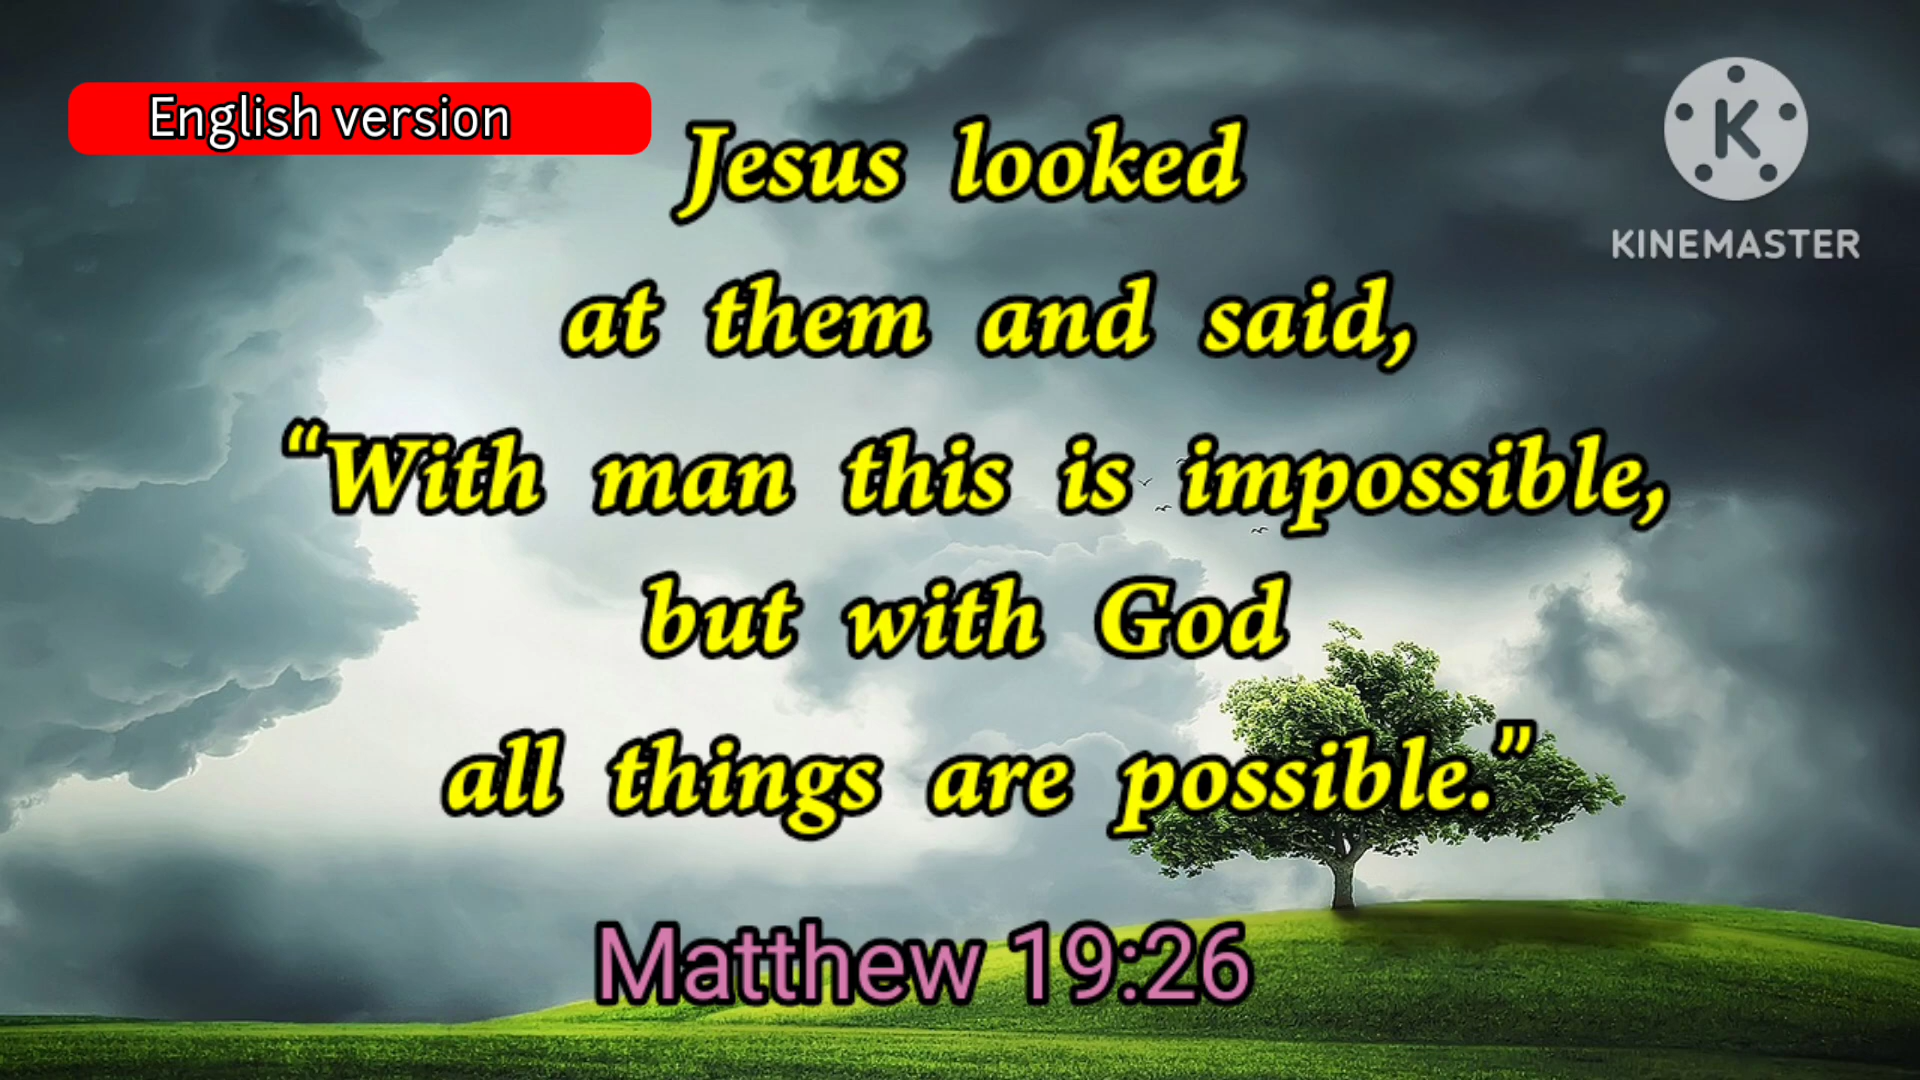 English version
Jesus looked
at them and said,
“With man this is impossible,
but with God
all things are possible.”
Matthew 19:26
K
KINEMASTER